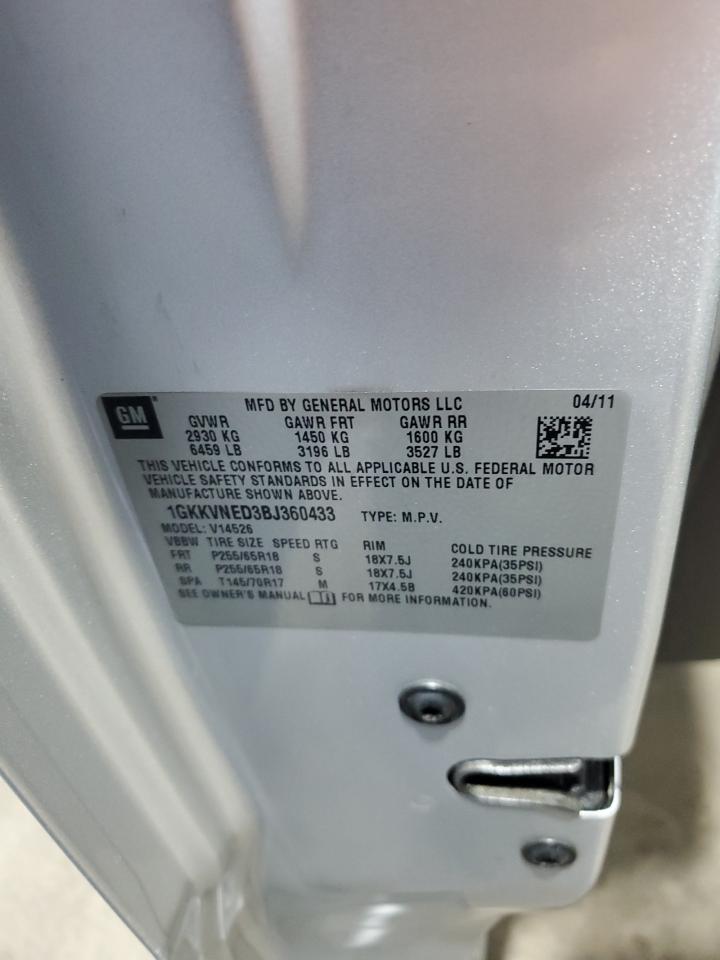 GM
MFD BY GENERAL MOTORS LLC 04/11
GVWR GAWR FRT GAWR RR
2930 KG 1450 KG 1600 KG
6459 LB 3196 LB 3527 LB
THIS VEHICLE CONFORMS TO ALL APPLICABLE U.S. FEDERAL MOTOR
VEHICLE SAFETY STANDARDS IN EFFECT ON THE DATE OF
MANUFACTURE SHOWN ABOVE.
1GKKVNED3BJ360433 TYPE: M.P.V.
MODEL: V14526
VBBW TIRE SIZE SPEED RTG RIM COLD TIRE PRESSURE
FRT P255/65R18 S 18X7.5J 240KPA(35PSI)
RR P255/65R18 S 18X7.5J 240KPA(35PSI)
SPA T145/70R17 M 17X4.5B 420KPA(60PSI)
SEE OWNER'S MANUAL FOR MORE INFORMATION.